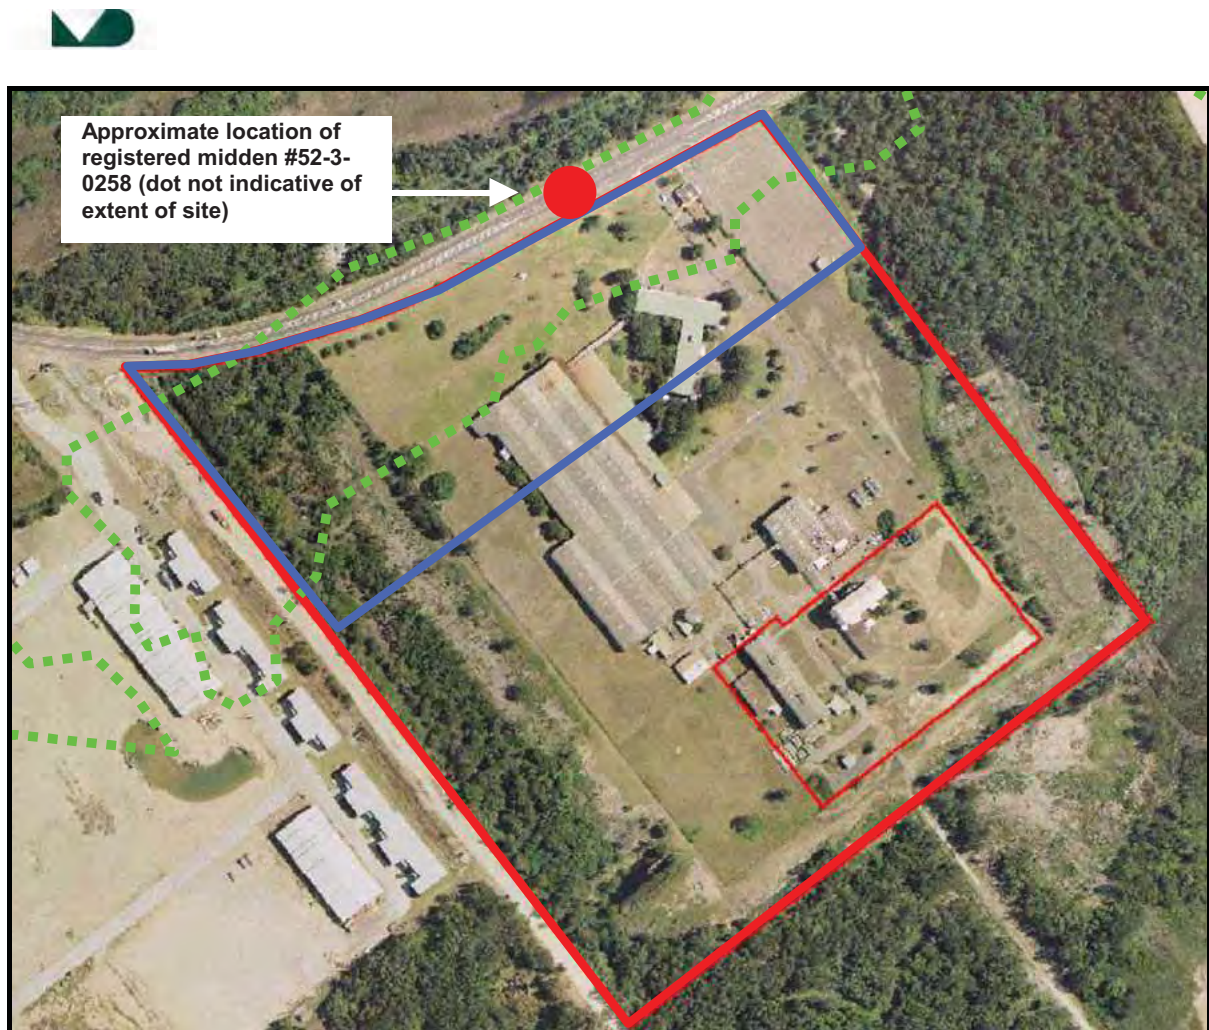 Approximate location of
registered midden #52-3-
0258 (dot not indicative of
extent of site)